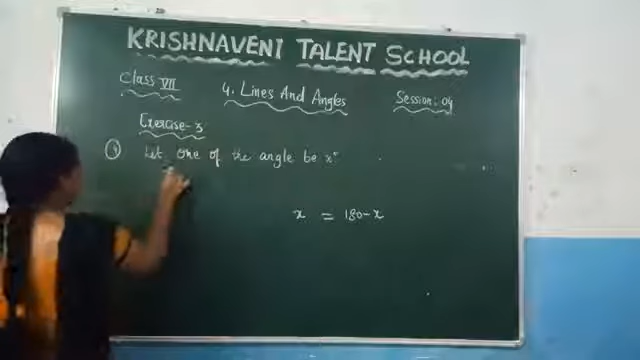 KRISHNAVENI TALENT SCHOOL
Class VII
4. Lines And Angles
Session: 04
Exercise-3
Let one of the angle be x°
x = 180-x